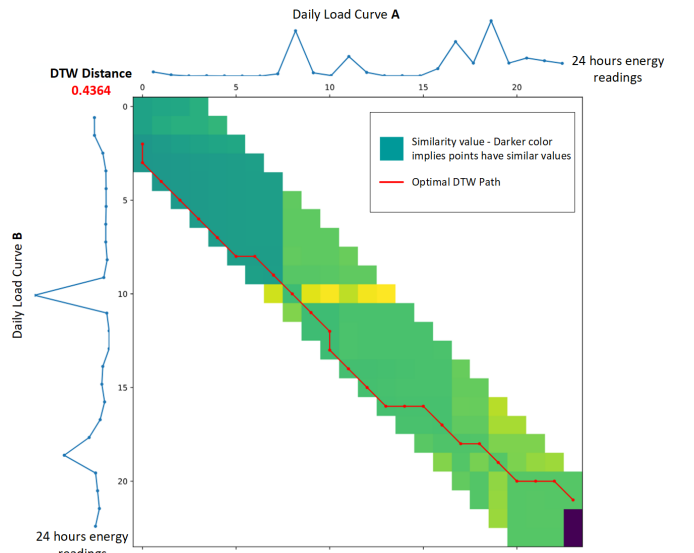 Daily Load Curve A
24 hours energy
readings
DTW Distance
0.4364
0 5 10 15 20
0
5
10
15
20
Similarity value - Darker color
implies points have similar values
Optimal DTW Path
Daily Load Curve B
24 hours energy
readings